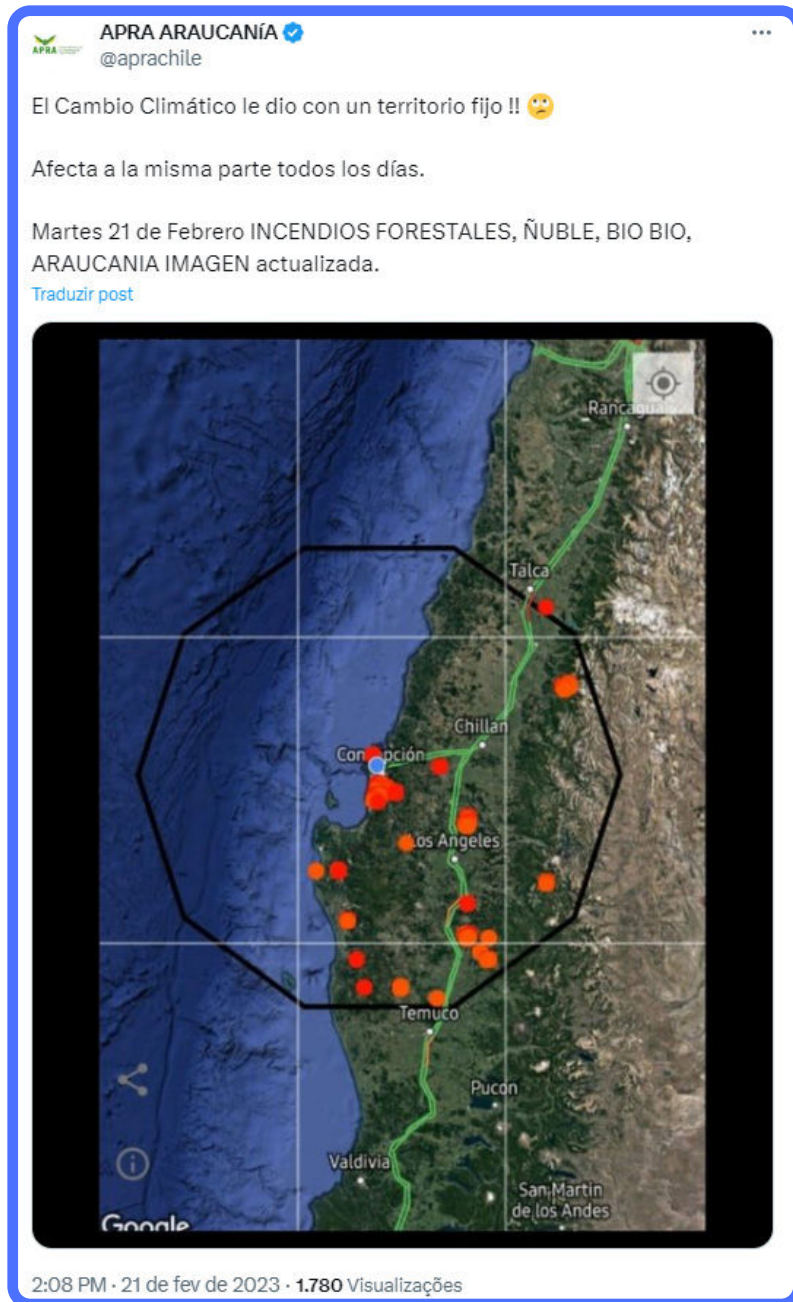 APRA ARAUCANíA
@aprachile
APRA
El Cambio Climático le dio con un territorio fijo !! 🙄
Afecta a la misma parte todos los días.
Martes 21 de Febrero INCENDIOS FORESTALES, ÑUBLE, BIO BIO,
ARAUCANIA IMAGEN actualizada.
Traduzir post
Rancagua
Talca
Chillan
Concepción
Los Angeles
Temuco
Pucon
Valdivia
San Martin
de los Andes
Google
2:08 PM · 21 de fev de 2023 · 1.780 Visualizações